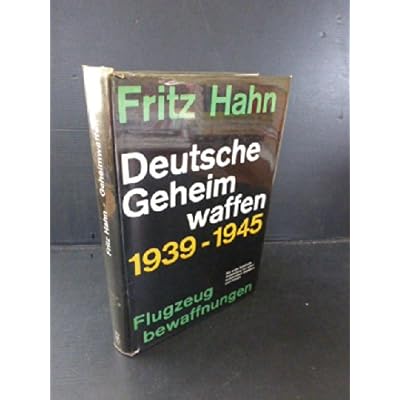 Fritz Hahn
Deutsche
Geheim
waffen
1939-1945
Flugzeug
bewaffnungen
Fritz Hahn Geheimwaffen